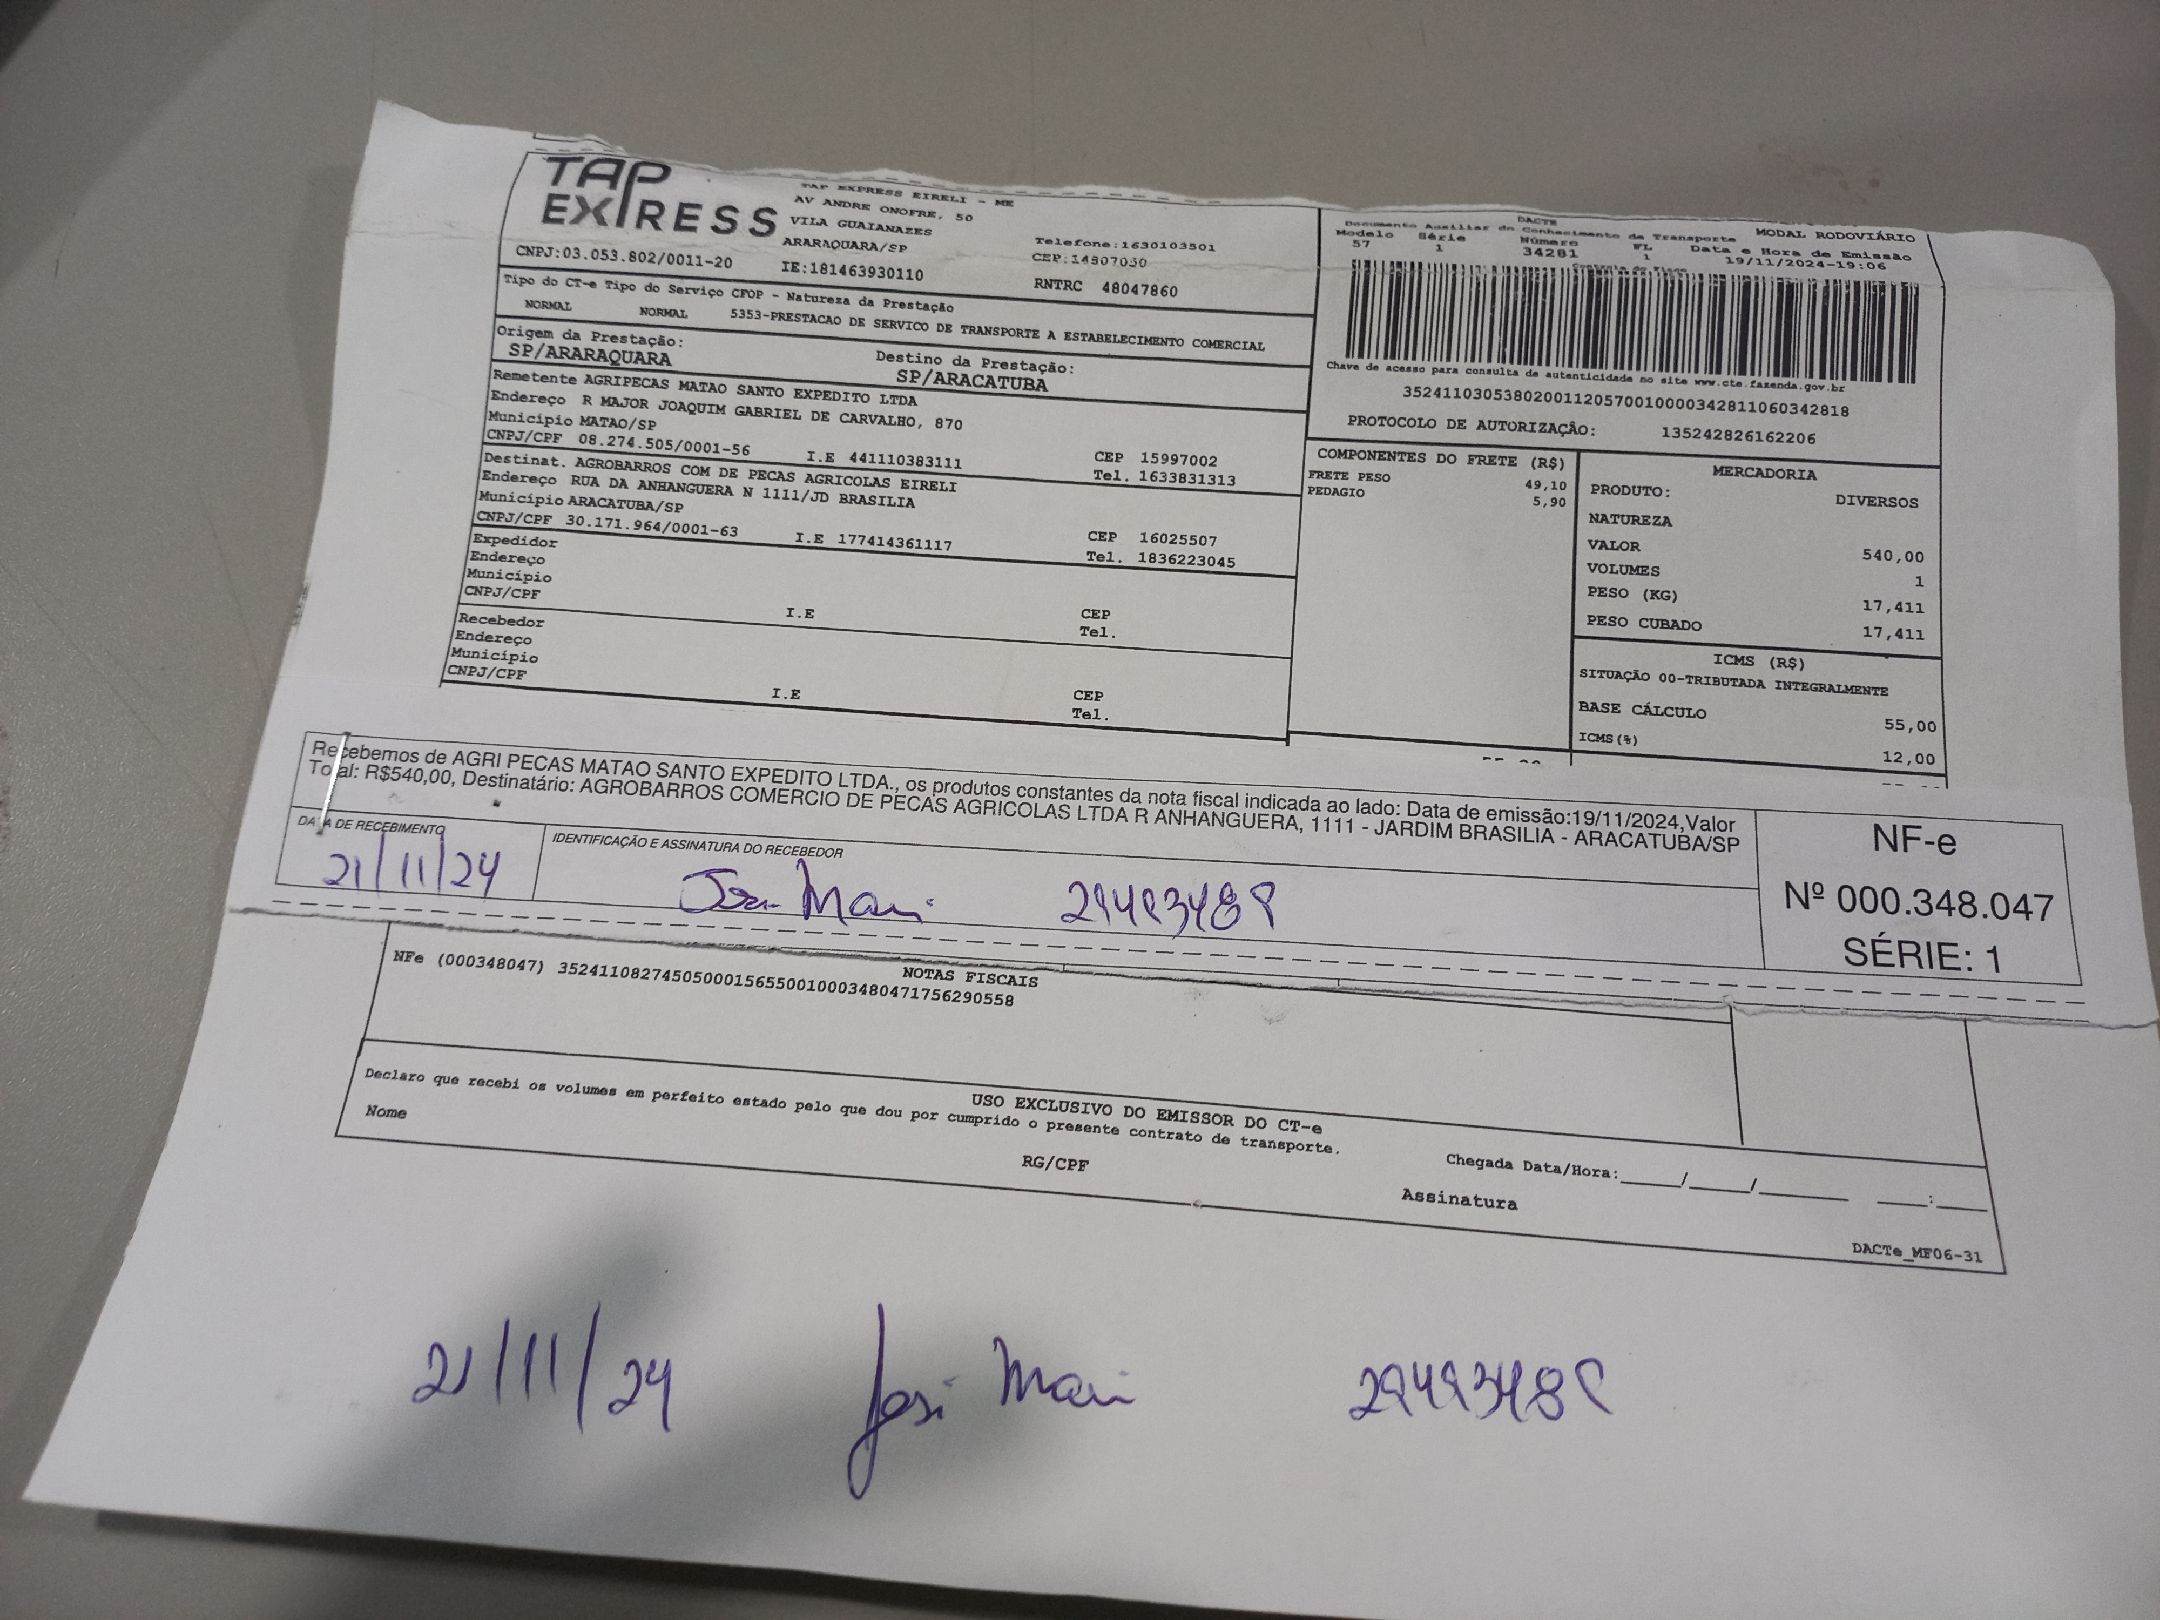 TAP EXPRESS
TAP EXPRESS EIRELI - ME
AV ANDRE ONOFRE, 50
VILA GUAIANAZES
ARARAQUARA/SP
Telefone:1630103501
CEP:14807050
CNPJ:03.053.802/0011-20 IE:181463930110 RNTRC 48047860
DACTE
MODAL RODOVIÁRIO
Documento Auxiliar do Conhecimento de Transporte
Modelo Série Número FL Data e Hora de Emissão
57 1 34281 1 19/11/2024-19:06
Chave de acesso para consulta de autenticidade no site www.cte.fazenda.gov.br
35241103053802001120570010000342811060342818
PROTOCOLO DE AUTORIZAÇÃO: 135242826162206
Tipo do CT-e Tipo do Serviço CFOP - Natureza da Prestação
NORMAL NORMAL 5353-PRESTACAO DE SERVICO DE TRANSPORTE A ESTABELECIMENTO COMERCIAL
Origem da Prestação: Destino da Prestação:
SP/ARARAQUARA SP/ARACATUBA
Remetente AGRIPECAS MATAO SANTO EXPEDITO LTDA
Endereço R MAJOR JOAQUIM GABRIEL DE CARVALHO, 870
Município MATAO/SP CEP 15997002
CNPJ/CPF 08.274.505/0001-56 I.E 441110383111 Tel. 1633831313
Destinat. AGROBARROS COM DE PECAS AGRICOLAS EIRELI
Endereço RUA DA ANHANGUERA N 1111/JD BRASILIA
Município ARACATUBA/SP CEP 16025507
CNPJ/CPF 30.171.964/0001-63 I.E 177414361117 Tel. 1836223045
Expedidor
Endereço
Município CEP
CNPJ/CPF I.E Tel.
Recebedor
Endereço
Município CEP
CNPJ/CPF I.E Tel.
COMPONENTES DO FRETE (R$)
FRETE PESO 49,10
PEDAGIO 5,90
MERCADORIA
PRODUTO: DIVERSOS
NATUREZA
VALOR 540,00
VOLUMES 1
PESO (KG) 17,411
PESO CUBADO 17,411
ICMS (R$)
SITUAÇÃO 00-TRIBUTADA INTEGRALMENTE
BASE CÁLCULO 55,00
ICMS(%) 12,00
Recebemos de AGRI PECAS MATAO SANTO EXPEDITO LTDA., os produtos constantes da nota fiscal indicada ao lado: Data de emissão:19/11/2024,Valor
Total: R$540,00, Destinatário: AGROBARROS COMERCIO DE PECAS AGRICOLAS LTDA R ANHANGUERA, 1111 - JARDIM BRASILIA - ARACATUBA/SP
DATA DE RECEBIMENTO IDENTIFICAÇÃO E ASSINATURA DO RECEBEDOR
21/11/24
NF-e
Nº 000.348.047
SÉRIE: 1
NOTAS FISCAIS
NFe (000348047) 35241108274505000156550010003480471756290558
USO EXCLUSIVO DO EMISSOR DO CT-e
Declaro que recebi os volumes em perfeito estado pelo que dou por cumprido o presente contrato de transporte.
Nome RG/CPF Assinatura Chegada Data/Hora:_____/_____/_______ ____:____
DACTe_MF06-31
21/11/24 José